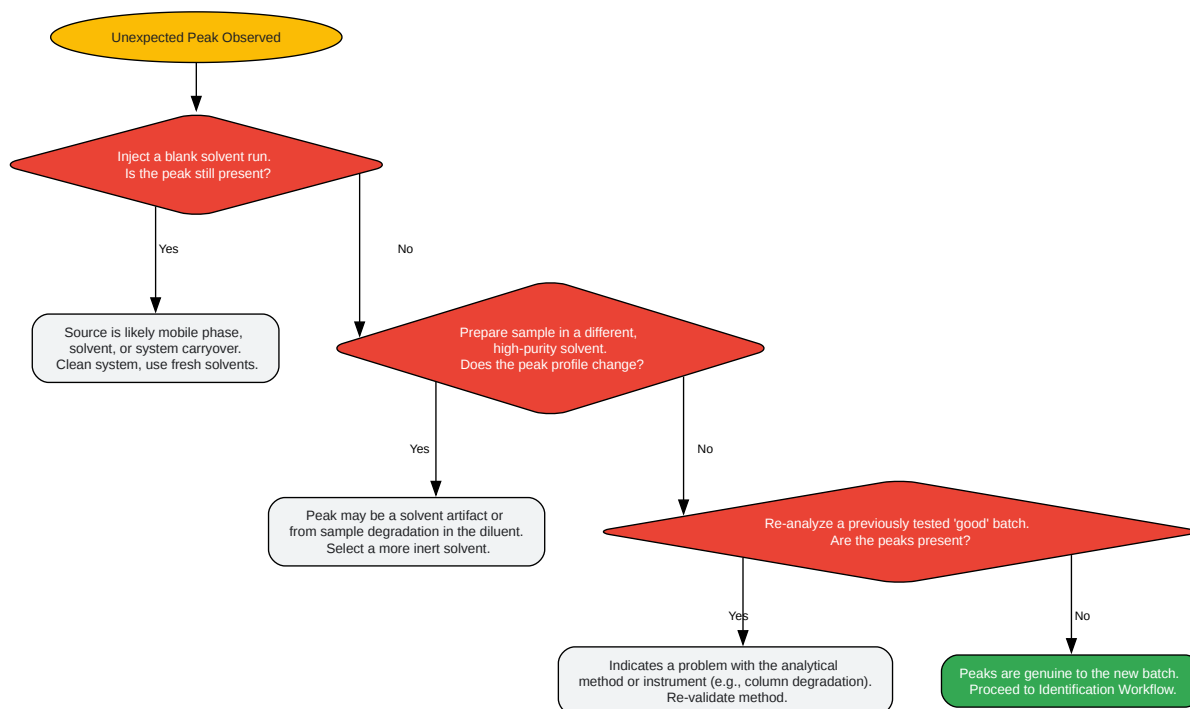 Unexpected Peak Observed
Inject a blank solvent run.
Is the peak still present?
Yes
No
Source is likely mobile phase,
solvent, or system carryover.
Clean system, use fresh solvents.
Prepare sample in a different,
high-purity solvent.
Does the peak profile change?
Yes
No
Peak may be a solvent artifact or
from sample degradation in the diluent.
Select a more inert solvent.
Re-analyze a previously tested 'good' batch.
Are the peaks present?
Yes
No
Indicates a problem with the analytical
method or instrument (e.g., column degradation).
Re-validate method.
Peaks are genuine to the new batch.
Proceed to Identification Workflow.